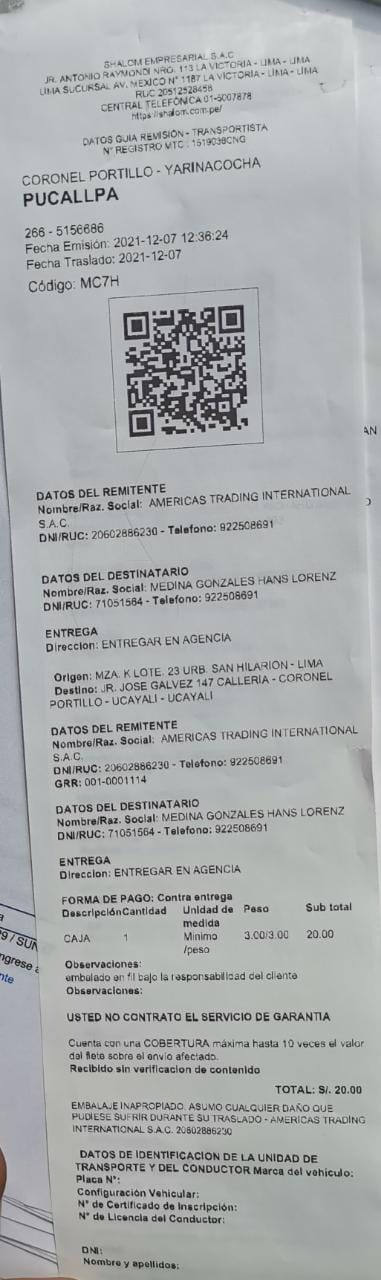 SHALOM EMPRESARIAL S.A.C
JR. ANTONIO RAYMONDI NRO. 113 LA VICTORIA - LIMA - LIMA
LIMA SUCURSAL AV. MEXICO N° 1187 LA VICTORIA - LIMA - LIMA
RUC 20512528458
CENTRAL TELEFÓNICA 01-5007878
https://shalom.com.pe/
DATOS GUIA REMISIÓN - TRANSPORTISTA
N° REGISTRO MTC : 1519038CNG
CORONEL PORTILLO - YARINACOCHA
PUCALLPA
266 - 5156686
Fecha Emisión: 2021-12-07 12:36:24
Fecha Traslado: 2021-12-07
Código: MC7H
AN
DATOS DEL REMITENTE
Nombre/Raz. Social: AMERICAS TRADING INTERNATIONAL
S.A.C.
DNI/RUC: 20602886230 - Telefono: 922508691
DATOS DEL DESTINATARIO
Nombre/Raz. Social: MEDINA GONZALES HANS LORENZ
DNI/RUC: 71051564 - Telefono: 922508691
ENTREGA
Direccion: ENTREGAR EN AGENCIA
Origen: MZA. K LOTE. 23 URB. SAN HILARION - LIMA
Destino: JR. JOSE GALVEZ 147 CALLERIA - CORONEL
PORTILLO - UCAYALI - UCAYALI
DATOS DEL REMITENTE
Nombre/Raz. Social: AMERICAS TRADING INTERNATIONAL
S.A.C.
DNI/RUC: 20602886230 - Telefono: 922508691
GRR: 001-0001114
DATOS DEL DESTINATARIO
Nombre/Raz. Social: MEDINA GONZALES HANS LORENZ
DNI/RUC: 71051564 - Telefono: 922508691
ENTREGA
Direccion: ENTREGAR EN AGENCIA
FORMA DE PAGO: Contra entrega
DescripciónCantidad Unidad de medida Peso Sub total
CAJA 1 Minimo /peso 3.00/3.00 20.00
Observaciones:
embalado en fil bajo la responsabilidad del cliente
Observaciones:
USTED NO CONTRATO EL SERVICIO DE GARANTIA
Cuenta con una COBERTURA máxima hasta 10 veces el valor
del flete sobre el envio afectado.
Recibido sin verificacion de contenido
TOTAL: S/. 20.00
EMBALAJE INAPROPIADO: ASUMO CUALQUIER DAÑO QUE
PUDIESE SUFRIR DURANTE SU TRASLADO - AMERICAS TRADING
INTERNATIONAL S.A.C. 20602886230
DATOS DE IDENTIFICACION DE LA UNIDAD DE
TRANSPORTE Y DEL CONDUCTOR Marca del vehiculo:
Placa N°:
Configuración Vehicular:
N° de Certificado de Inscripción:
N° de Licencia del Conductor:
DNI:
Nombre y apellidos: